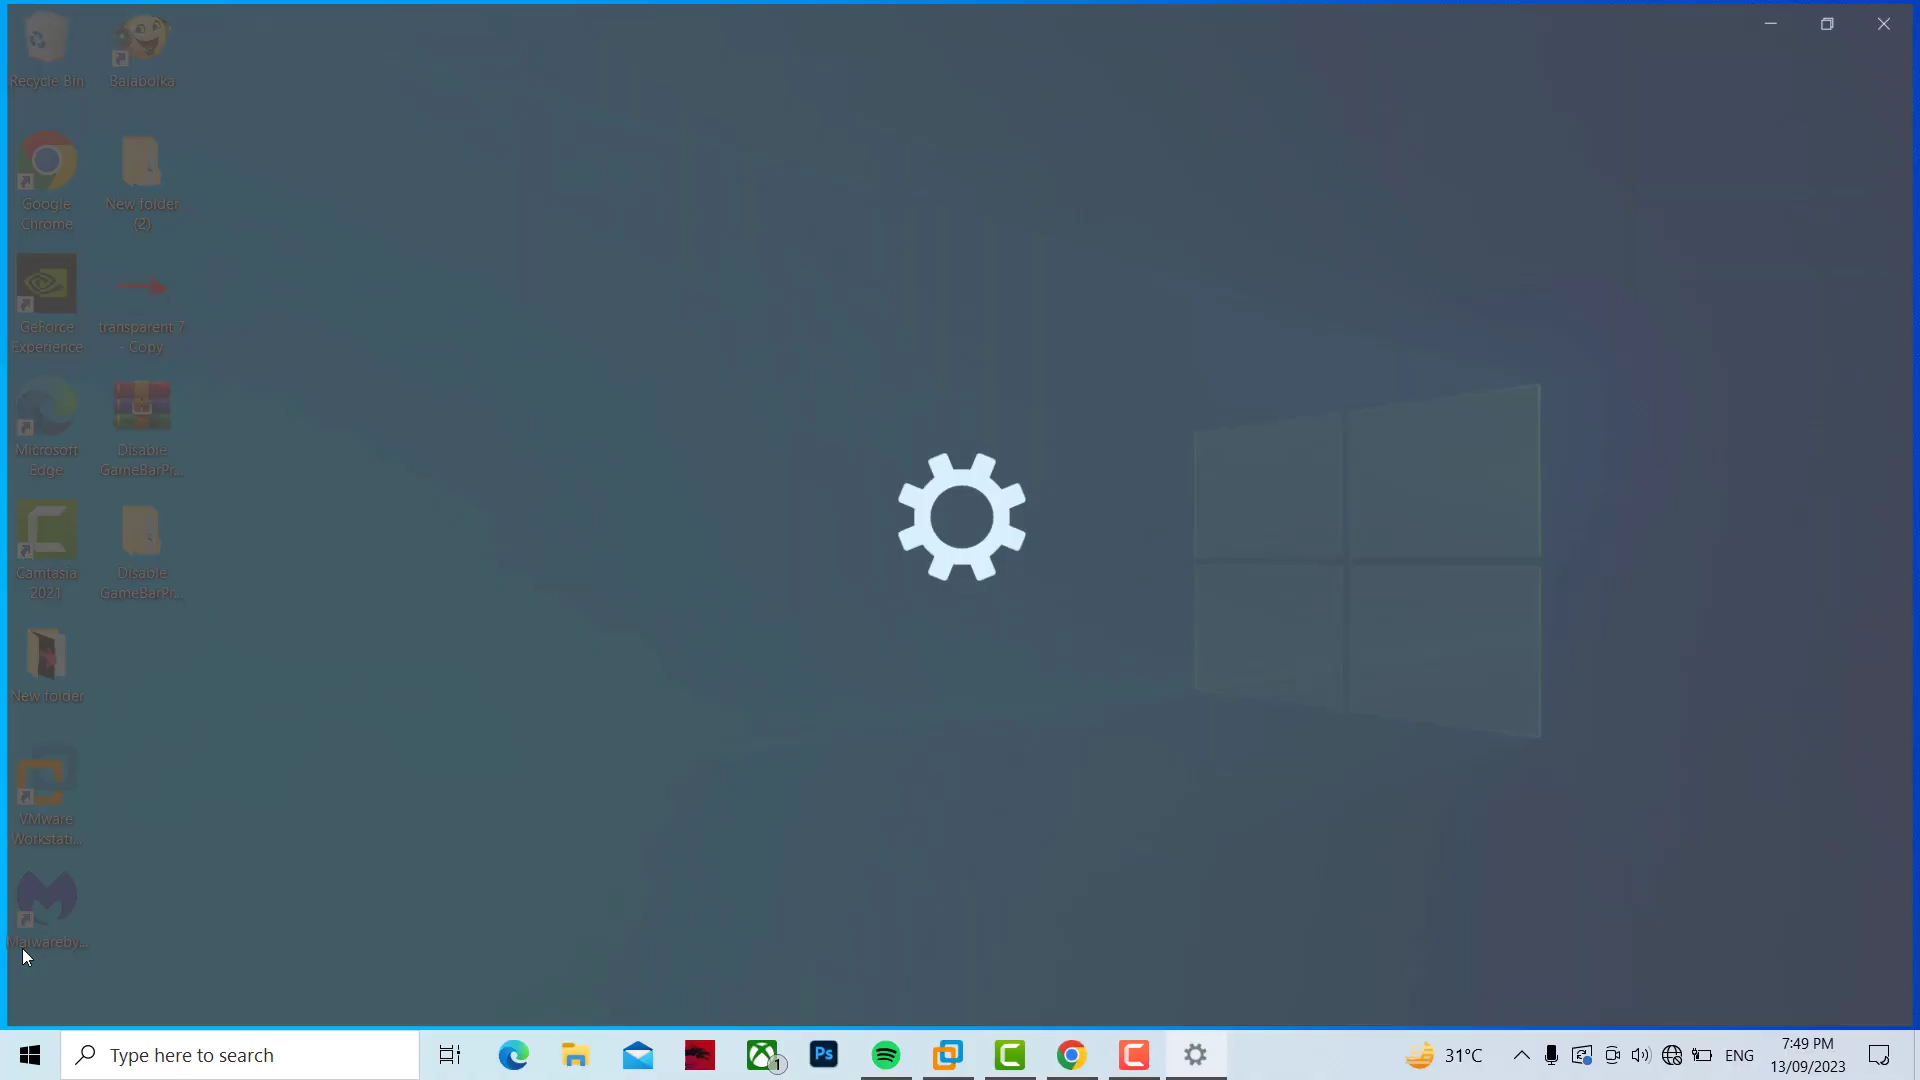 Recycle Bin
Balabolka
Google
Chrome
New folder
(2)
GeForce
Experience
transparent 7
- Copy
Microsoft
Edge
Disable
GameBarPr...
Camtasia
2021
Disable
GameBarPr...
New folder
VMware
Workstati...
Malwareby...
Type here to search
Ps
1
31°C
ENG
7:49 PM
13/09/2023